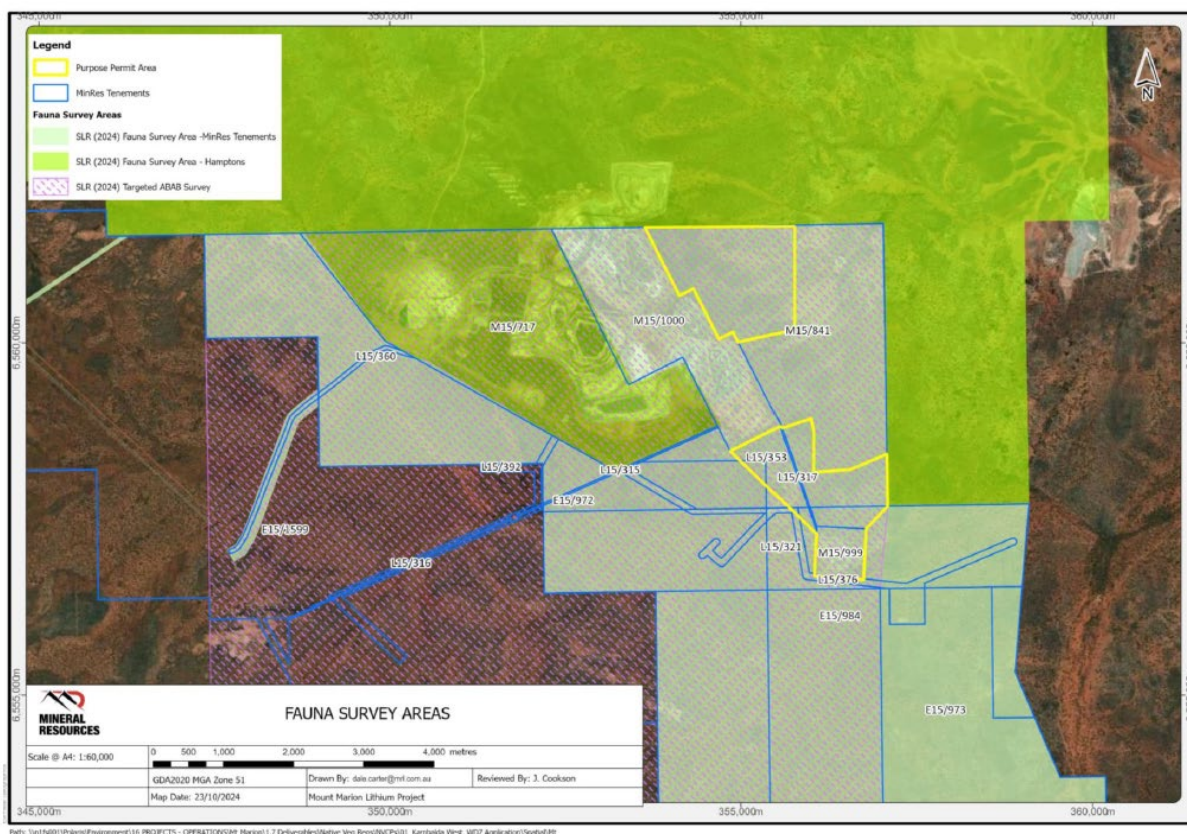 345,000m 350,000m 355,000m 360,000m
Legend
Purpose Permit Area
MinRes Tenements
Fauna Survey Areas
SLR (2024) Fauna Survey Area -MinRes Tenements
SLR (2024) Fauna Survey Area - Hamptons
SLR (2024) Targeted ABAB Survey
N
M15/717
M15/1000
M15/841
6,560,000m
L15/360
L15/353
L15/392
L15/315
L15/317
E15/972
E15/1599
L15/316
L15/321
M15/999
L15/376
E15/984
6,555,000m
E15/973
MINERAL
RESOURCES
FAUNA SURVEY AREAS
Scale @ A4: 1:60,000
0 500 1,000 2,000 3,000 4,000 metres
GDA2020 MGA Zone 51
Drawn By: dale.carter@mrl.com.au
Reviewed By: J. Cookson
Map Date: 23/10/2024
Mount Marion Lithium Project
345,000m 350,000m 355,000m 360,000m